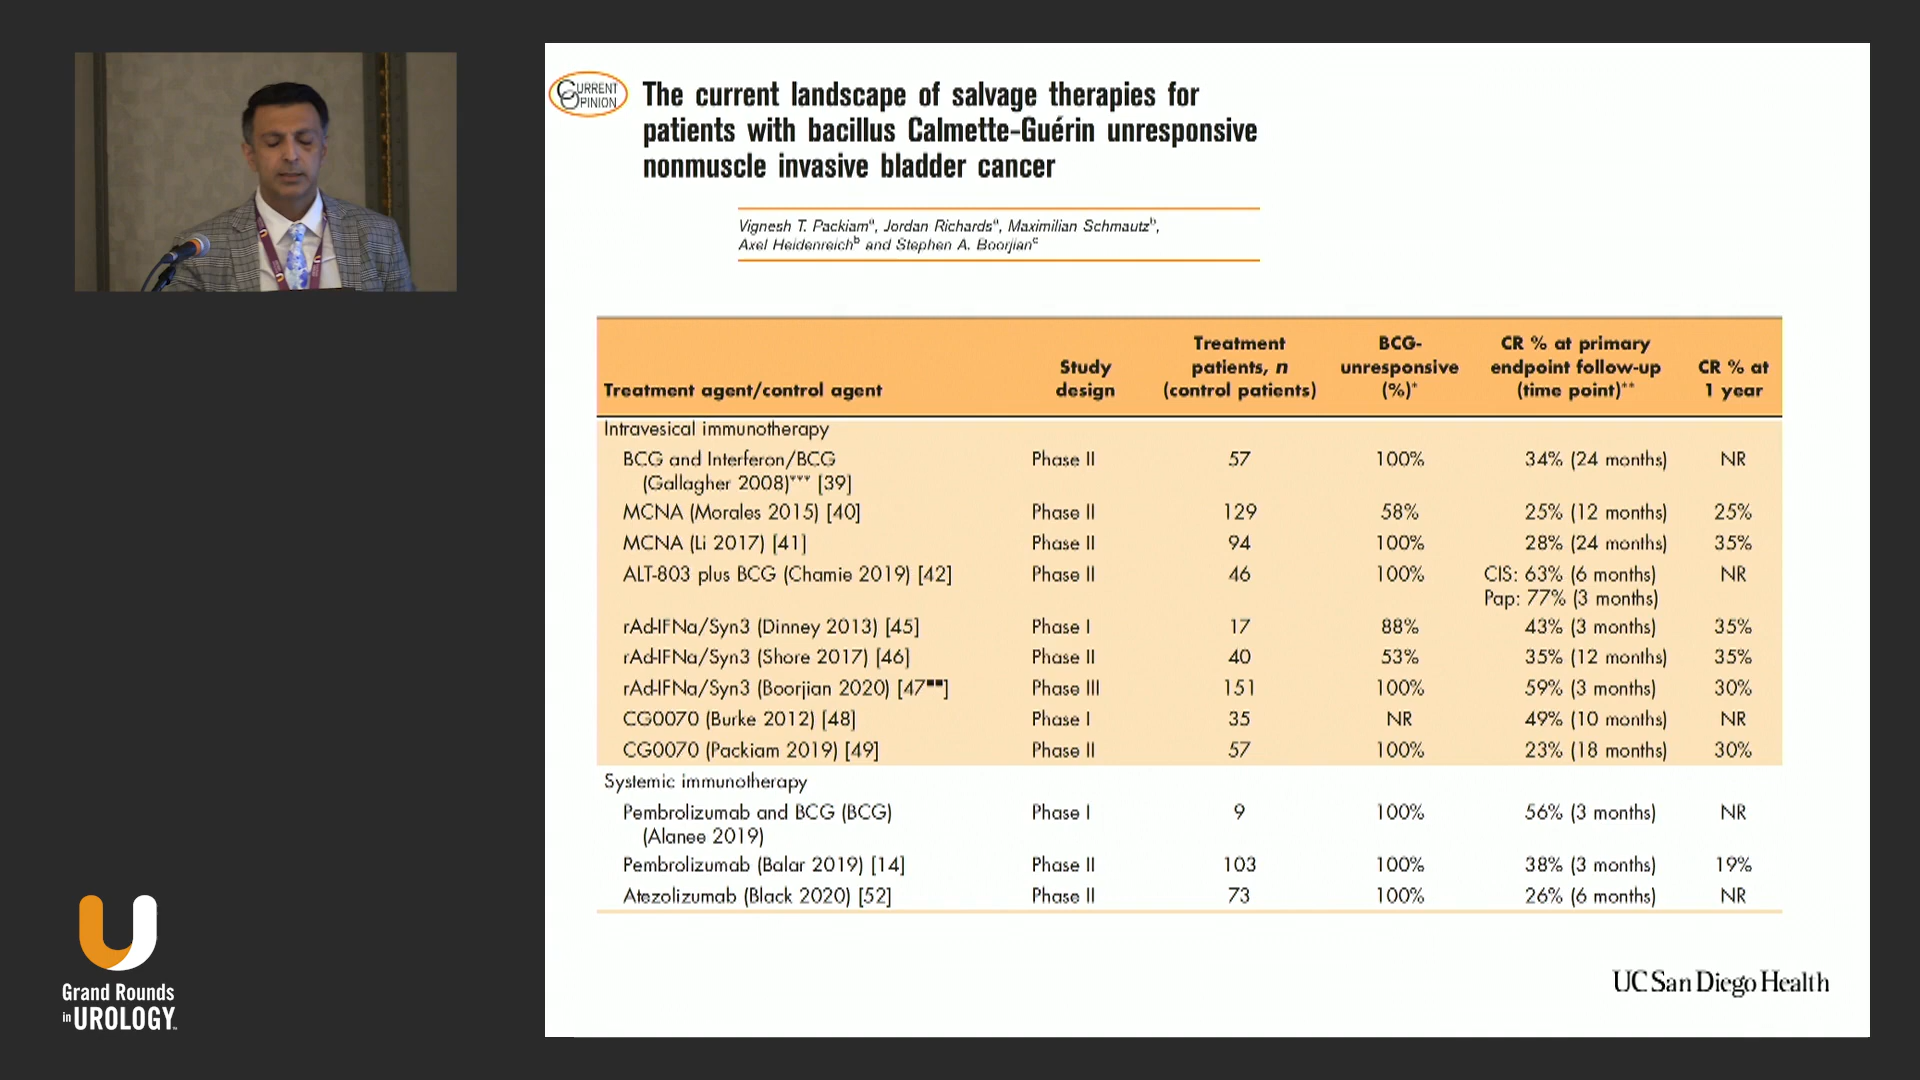 CURRENT
OPINION
The current landscape of salvage therapies for
patients with bacillus Calmette-Guérin unresponsive
nonmuscle invasive bladder cancer
Vignesh T. Packiamᵃ, Jordan Richardsᵃ, Maximilian Schmautzᵇ,
Axel Heidenreichᵇ and Stephen A. Boorjianᶜ
Treatment agent/control agent Study design Treatment patients, n (control patients) BCG-unresponsive (%)* CR % at primary endpoint follow-up (time point)** CR % at 1 year
Intravesical immunotherapy
BCG and Interferon/BCG (Gallagher 2008)*** [39] Phase II 57 100% 34% (24 months) NR
MCNA (Morales 2015) [40] Phase II 129 58% 25% (12 months) 25%
MCNA (Li 2017) [41] Phase II 94 100% 28% (24 months) 35%
ALT-803 plus BCG (Chamie 2019) [42] Phase II 46 100% CIS: 63% (6 months) NR
Pap: 77% (3 months)
rAd-IFNa/Syn3 (Dinney 2013) [45] Phase I 17 88% 43% (3 months) 35%
rAd-IFNa/Syn3 (Shore 2017) [46] Phase II 40 53% 35% (12 months) 35%
rAd-IFNa/Syn3 (Boorjian 2020) [47▪▪] Phase III 151 100% 59% (3 months) 30%
CG0070 (Burke 2012) [48] Phase I 35 NR 49% (10 months) NR
CG0070 (Packiam 2019) [49] Phase II 57 100% 23% (18 months) 30%
Systemic immunotherapy
Pembrolizumab and BCG (BCG) (Alanee 2019) Phase I 9 100% 56% (3 months) NR
Pembrolizumab (Balar 2019) [14] Phase II 103 100% 38% (3 months) 19%
Atezolizumab (Black 2020) [52] Phase II 73 100% 26% (6 months) NR
UC San Diego Health
Grand Rounds
in UROLOGY